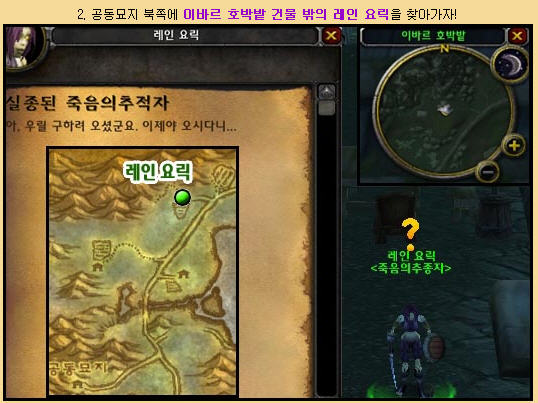 2. 공동묘지 북쪽에 이바르 호박밭 건물 밖의 레인 요릭을 찾아가자!
레인 요릭
이바르 호박밭
N
실종된 죽음의추적자
아, 우릴 구하려 오셨군요. 이제야 오시다니...
레인 요릭
레인 요릭
<죽음의추종자>
공동묘지